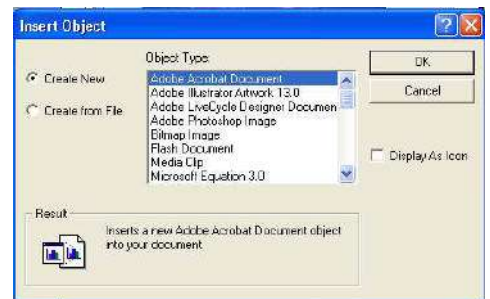 Insert Object
Object Type:
Create New
Create from File
Adobe Acrobat Document
Adobe Illustrator Artwork 13.0
Adobe LiveCycle Designer Documen
Adobe Photoshop Image
Bitmap Image
Flash Document
Media Clip
Microsoft Equation 3.0
OK
Cancel
Display As Icon
Result
Inserts a new Adobe Acrobat Document object
into your document